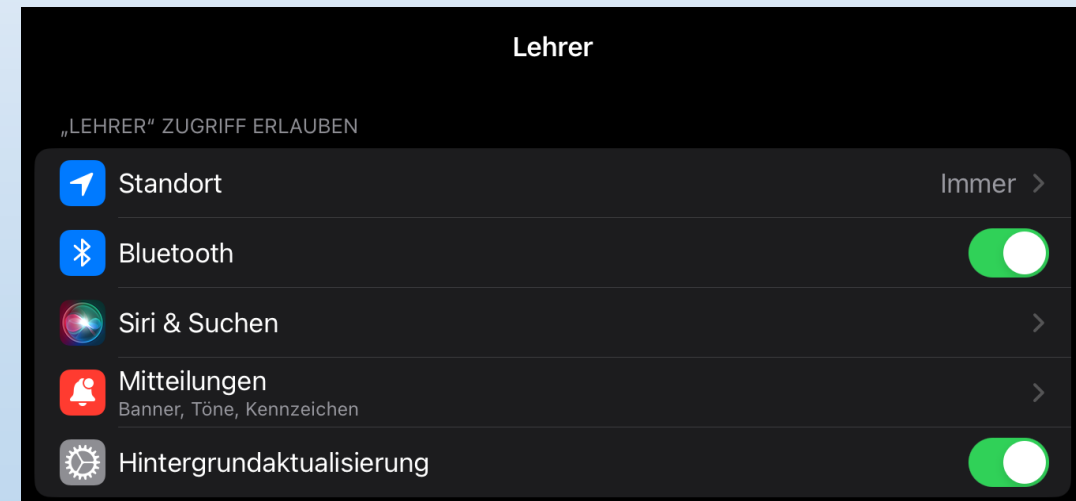 Lehrer
„LEHRER“ ZUGRIFF ERLAUBEN
Standort Immer
Bluetooth
Siri & Suchen
Mitteilungen
Banner, Töne, Kennzeichen
Hintergrundaktualisierung